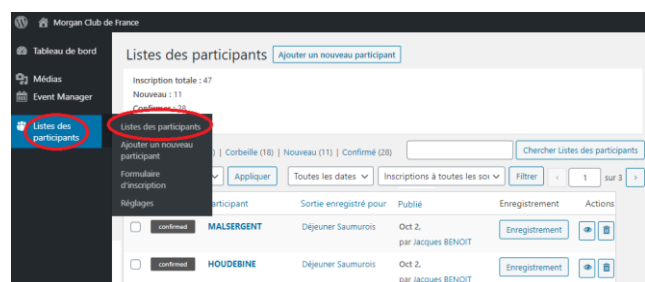 Morgan Club de France
Tableau de bord
Médias
Event Manager
Listes des
participants
Listes des participants
Ajouter un nouveau
participant
Formulaire
d'inscription
Réglages
Listes des participants Ajouter un nouveau participant
Inscription totale : 47
Nouveau : 11
Confirmer : 28
| Corbeille (18) | Nouveau (11) | Confirmé (28) Chercher Listes des participants
Appliquer Toutes les dates Inscriptions à toutes les Filtrer ‹ 1 sur 3 ›
Sortie enregistré pour Publié Enregistrement Actions
confirmed MALSERGENT Déjeuner Saumurois Oct 2, Enregistrement
par Jacques BENOIT
confirmed HOUDEBINE Déjeuner Saumurois Oct 2, Enregistrement
par Jacques BENOIT